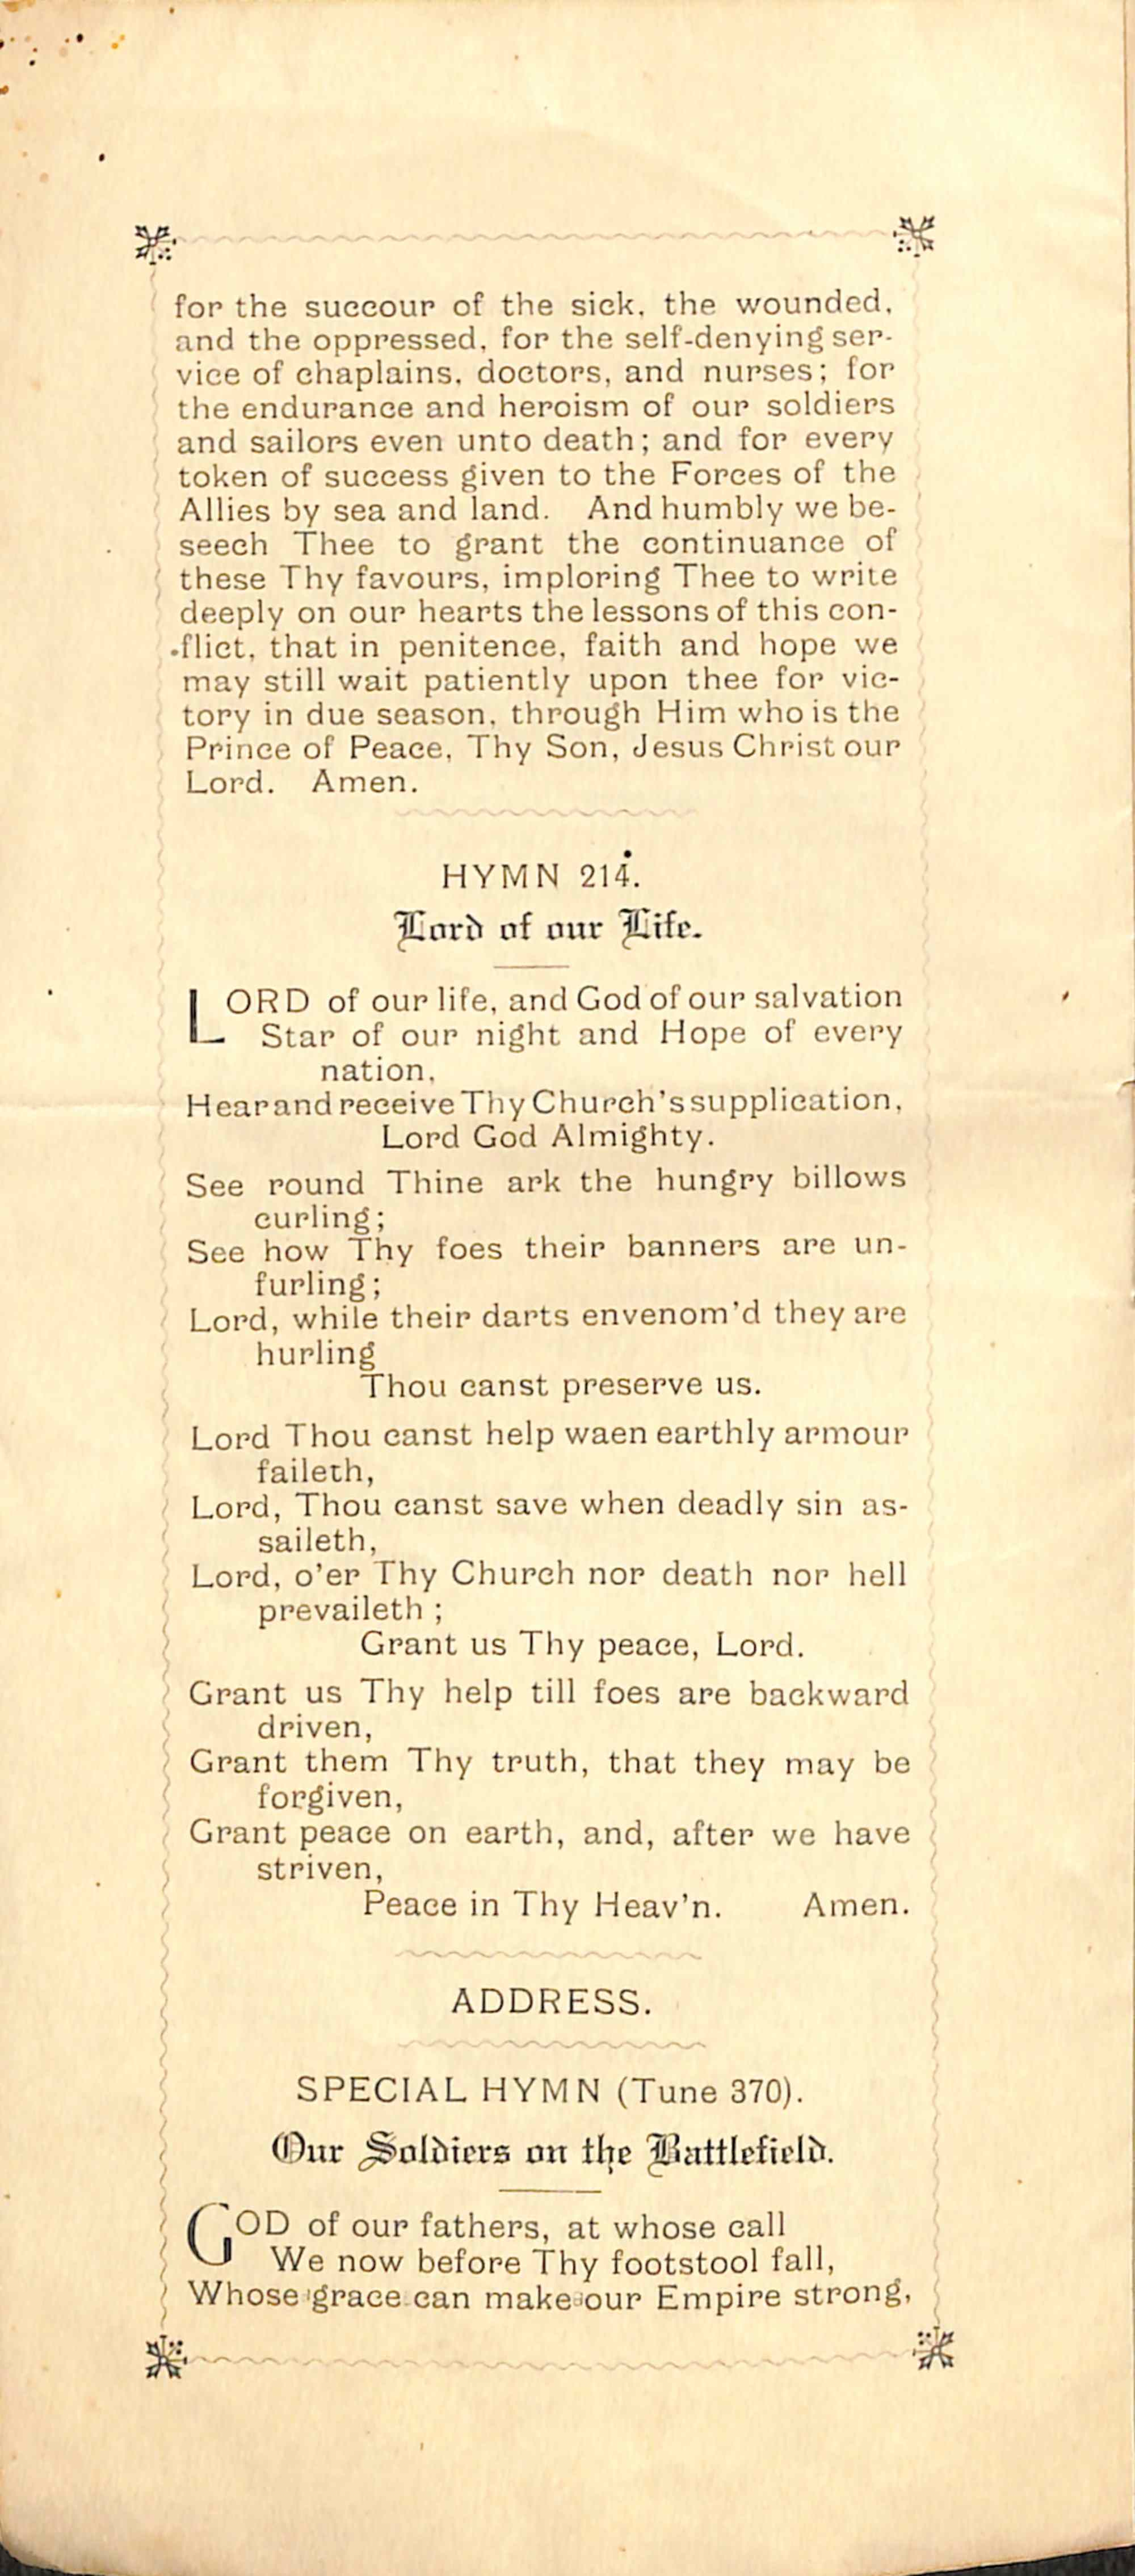 for the succour of the sick, the wounded,
and the oppressed, for the self-denying ser-
vice of chaplains, doctors, and nurses; for
the endurance and heroism of our soldiers
and sailors even unto death; and for every
token of success given to the Forces of the
Allies by sea and land. And humbly we be-
seech Thee to grant the continuance of
these Thy favours, imploring Thee to write
deeply on our hearts the lessons of this con-
flict, that in penitence, faith and hope we
may still wait patiently upon thee for vic-
tory in due season, through Him who is the
Prince of Peace, Thy Son, Jesus Christ our
Lord. Amen.
HYMN 214.
Lord of our Life.
LORD of our life, and God of our salvation
Star of our night and Hope of every
nation,
Hear and receive Thy Church's supplication,
Lord God Almighty.
See round Thine ark the hungry billows
curling;
See how Thy foes their banners are un-
furling;
Lord, while their darts envenom'd they are
hurling
Thou canst preserve us.
Lord Thou canst help waen earthly armour
faileth,
Lord, Thou canst save when deadly sin as-
saileth,
Lord, o'er Thy Church nor death nor hell
prevaileth ;
Grant us Thy peace, Lord.
Grant us Thy help till foes are backward
driven,
Grant them Thy truth, that they may be
forgiven,
Grant peace on earth, and, after we have
striven,
Peace in Thy Heav'n. Amen.
ADDRESS.
SPECIAL HYMN (Tune 370).
Our Soldiers on the Battlefield.
GOD of our fathers, at whose call
We now before Thy footstool fall,
Whose grace can make our Empire strong,